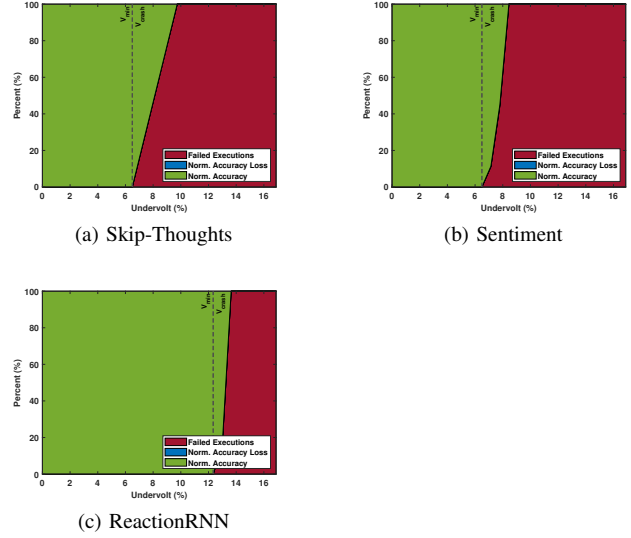 100
80
60
40
20
0
Percent (%)
V_min
V_crash
Failed Executions
Norm. Accuracy Loss
Norm. Accuracy
0 2 4 6 8 10 12 14 16
Undervolt (%)
(a) Skip-Thoughts
100
80
60
40
20
0
Percent (%)
V_min
V_crash
Failed Executions
Norm. Accuracy Loss
Norm. Accuracy
0 2 4 6 8 10 12 14 16
Undervolt (%)
(b) Sentiment
100
80
60
40
20
0
Percent (%)
V_min
V_crash
Failed Executions
Norm. Accuracy Loss
Norm. Accuracy
0 2 4 6 8 10 12 14 16
Undervolt (%)
(c) ReactionRNN